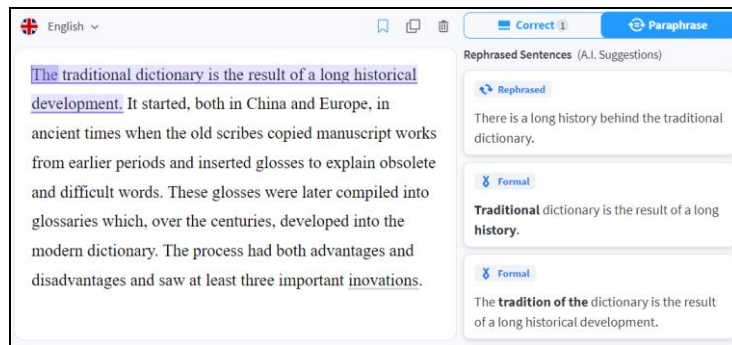 English
Correct 1
Paraphrase
The traditional dictionary is the result of a long historical
development. It started, both in China and Europe, in
ancient times when the old scribes copied manuscript works
from earlier periods and inserted glosses to explain obsolete
and difficult words. These glosses were later compiled into
glossaries which, over the centuries, developed into the
modern dictionary. The process had both advantages and
disadvantages and saw at least three important inovations.
Rephrased Sentences (A.I. Suggestions)
Rephrased
There is a long history behind the traditional
dictionary.
Formal
Traditional dictionary is the result of a long
history.
Formal
The tradition of the dictionary is the result
of a long historical development.